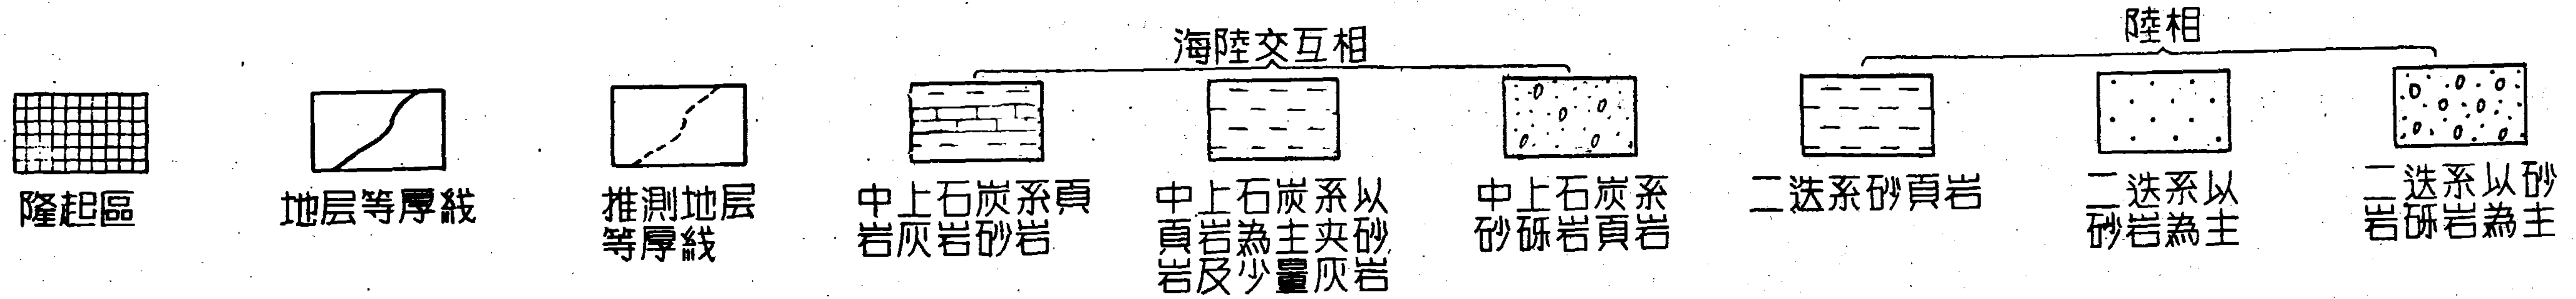 海陸交互相
陸相
隆起區
地层等厚綫
推測地层
等厚綫
中上石炭系頁
岩灰岩砂岩
中上石炭系以
頁岩為主夹砂
岩及少量灰岩
中上石炭系
砂砾岩頁岩
二迭系砂頁岩
二迭系以
砂岩為主
二迭系以砂
岩砾岩為主